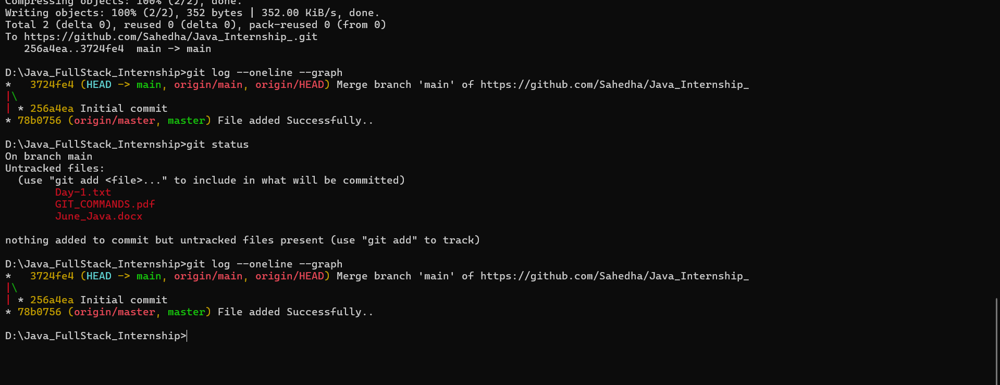 Compressing objects: 100% (2/2), done.
Writing objects: 100% (2/2), 352 bytes | 352.00 KiB/s, done.
Total 2 (delta 0), reused 0 (delta 0), pack-reused 0 (from 0)
To https://github.com/Sahedha/Java_Internship_.git
   256a4ea..3724fe4  main -> main

D:\Java_FullStack_Internship>git log --oneline --graph
*   3724fe4 (HEAD -> main, origin/main, origin/HEAD) Merge branch 'main' of https://github.com/Sahedha/Java_Internship_
|\
| * 256a4ea Initial commit
* 78b0756 (origin/master, master) File added Successfully..

D:\Java_FullStack_Internship>git status
On branch main
Untracked files:
  (use "git add <file>..." to include in what will be committed)
        Day-1.txt
        GIT_COMMANDS.pdf
        June_Java.docx

nothing added to commit but untracked files present (use "git add" to track)

D:\Java_FullStack_Internship>git log --oneline --graph
*   3724fe4 (HEAD -> main, origin/main, origin/HEAD) Merge branch 'main' of https://github.com/Sahedha/Java_Internship_
|\
| * 256a4ea Initial commit
* 78b0756 (origin/master, master) File added Successfully..

D:\Java_FullStack_Internship>